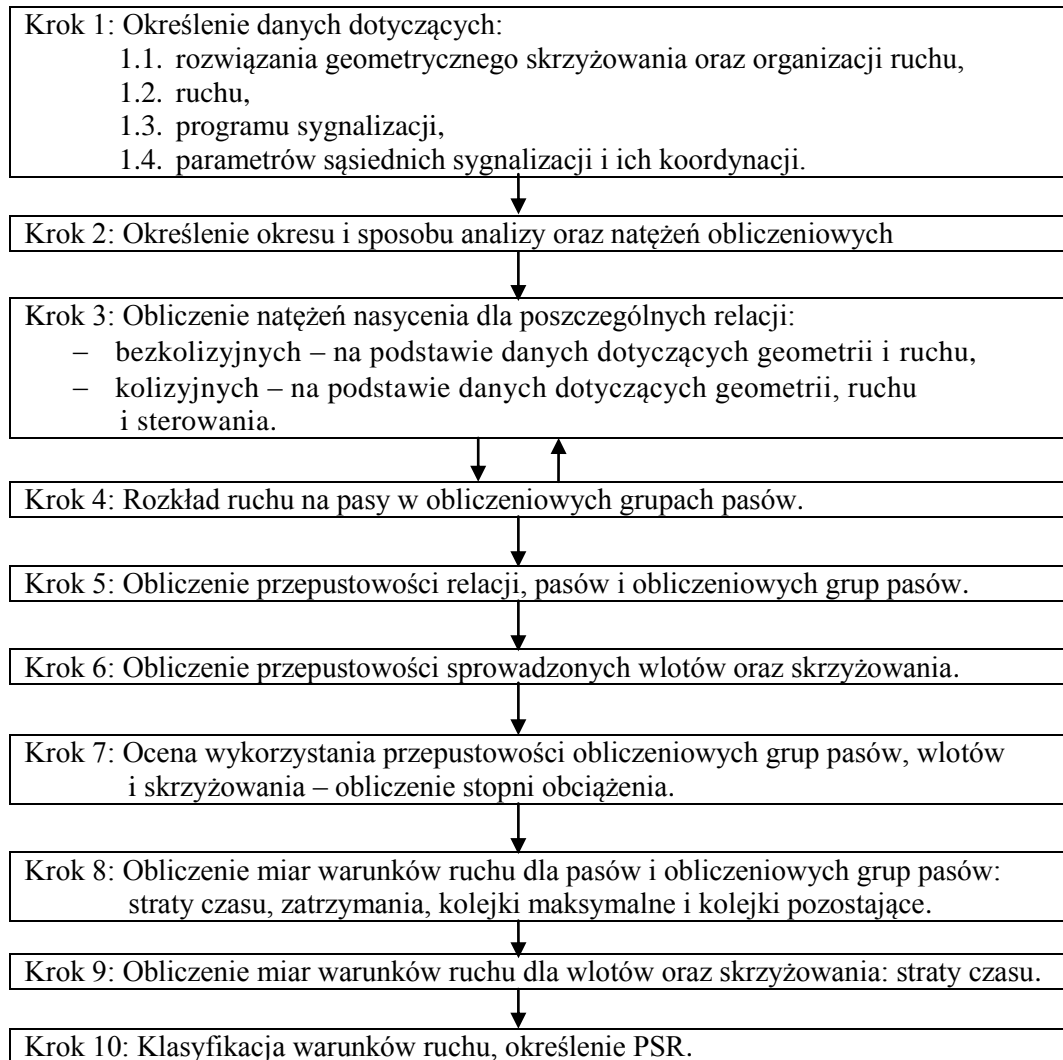 Krok 1: Określenie danych dotyczących:
1.1. rozwiązania geometrycznego skrzyżowania oraz organizacji ruchu,
1.2. ruchu,
1.3. programu sygnalizacji,
1.4. parametrów sąsiednich sygnalizacji i ich koordynacji.
Krok 2: Określenie okresu i sposobu analizy oraz natężeń obliczeniowych
Krok 3: Obliczenie natężeń nasycenia dla poszczególnych relacji:
− bezkolizyjnych – na podstawie danych dotyczących geometrii i ruchu,
− kolizyjnych – na podstawie danych dotyczących geometrii, ruchu
i sterowania.
Krok 4: Rozkład ruchu na pasy w obliczeniowych grupach pasów.
Krok 5: Obliczenie przepustowości relacji, pasów i obliczeniowych grup pasów.
Krok 6: Obliczenie przepustowości sprowadzonych wlotów oraz skrzyżowania.
Krok 7: Ocena wykorzystania przepustowości obliczeniowych grup pasów, wlotów
i skrzyżowania – obliczenie stopni obciążenia.
Krok 8: Obliczenie miar warunków ruchu dla pasów i obliczeniowych grup pasów:
straty czasu, zatrzymania, kolejki maksymalne i kolejki pozostające.
Krok 9: Obliczenie miar warunków ruchu dla wlotów oraz skrzyżowania: straty czasu.
Krok 10: Klasyfikacja warunków ruchu, określenie PSR.